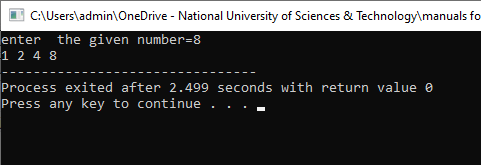 C:\Users\admin\OneDrive - National University of Sciences & Technology\manuals fo
enter  the given number=8
1 2 4 8
--------------------------------
Process exited after 2.499 seconds with return value 0
Press any key to continue . . .